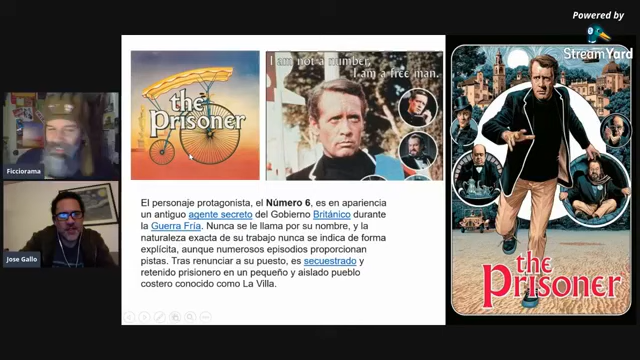 Powered by
StreamYard
the
Prisoner
I am not a number,
I am a free man.
Ficciorama
Jose Gallo
El personaje protagonista, el Número 6, es en apariencia
un antiguo agente secreto del Gobierno Británico durante
la Guerra Fría. Nunca se le llama por su nombre, y la
naturaleza exacta de su trabajo nunca se indica de forma
explícita, aunque numerosos episodios proporcionan
pistas. Tras renunciar a su puesto, es secuestrado y
retenido prisionero en un pequeño y aislado pueblo
costero conocido como La Villa.
the
Prisoner